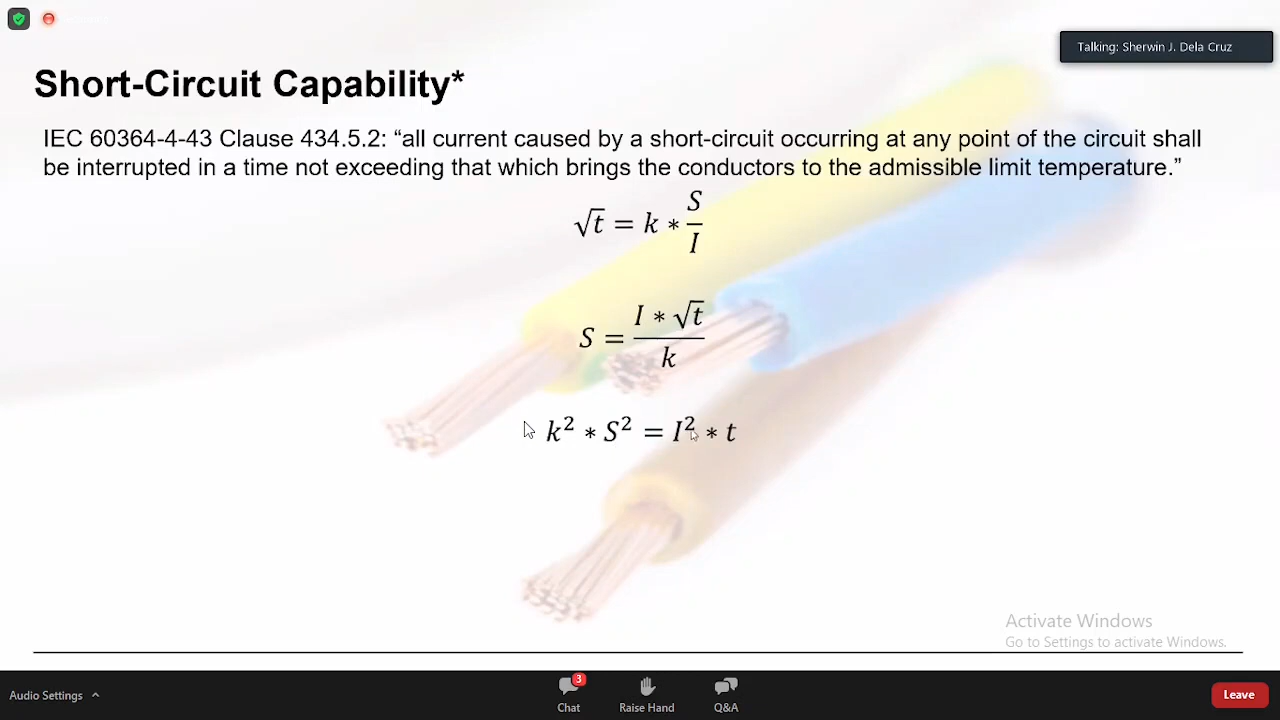 Talking: Sherwin J. Dela Cruz
Short-Circuit Capability*
IEC 60364-4-43 Clause 434.5.2: “all current caused by a short-circuit occurring at any point of the circuit shall
be interrupted in a time not exceeding that which brings the conductors to the admissible limit temperature.”
√t = k * S/I
S = (I * √t)/k
k² * S² = I² * t
Activate Windows
Go to Settings to activate Windows.
Audio Settings
3
Chat
Raise Hand
Q&A
Leave